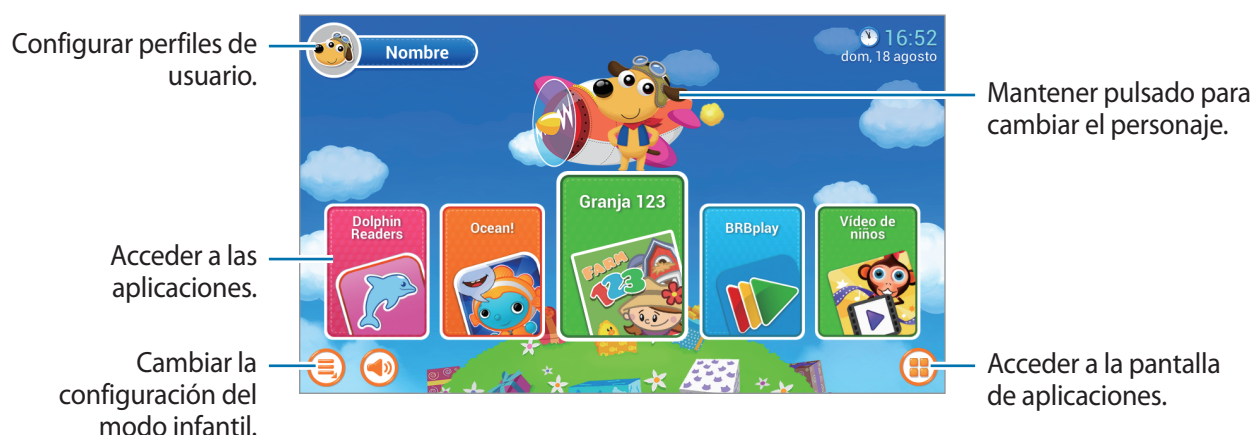 Configurar perfiles de
usuario.
Nombre
16:52
dom, 18 agosto
Mantener pulsado para
cambiar el personaje.
Acceder a las
aplicaciones.
Dolphin
Readers
Ocean!
Granja 123
FARM
123
BRBplay
Vídeo de
niños
Cambiar la
configuración del
modo infantil.
Acceder a la pantalla
de aplicaciones.